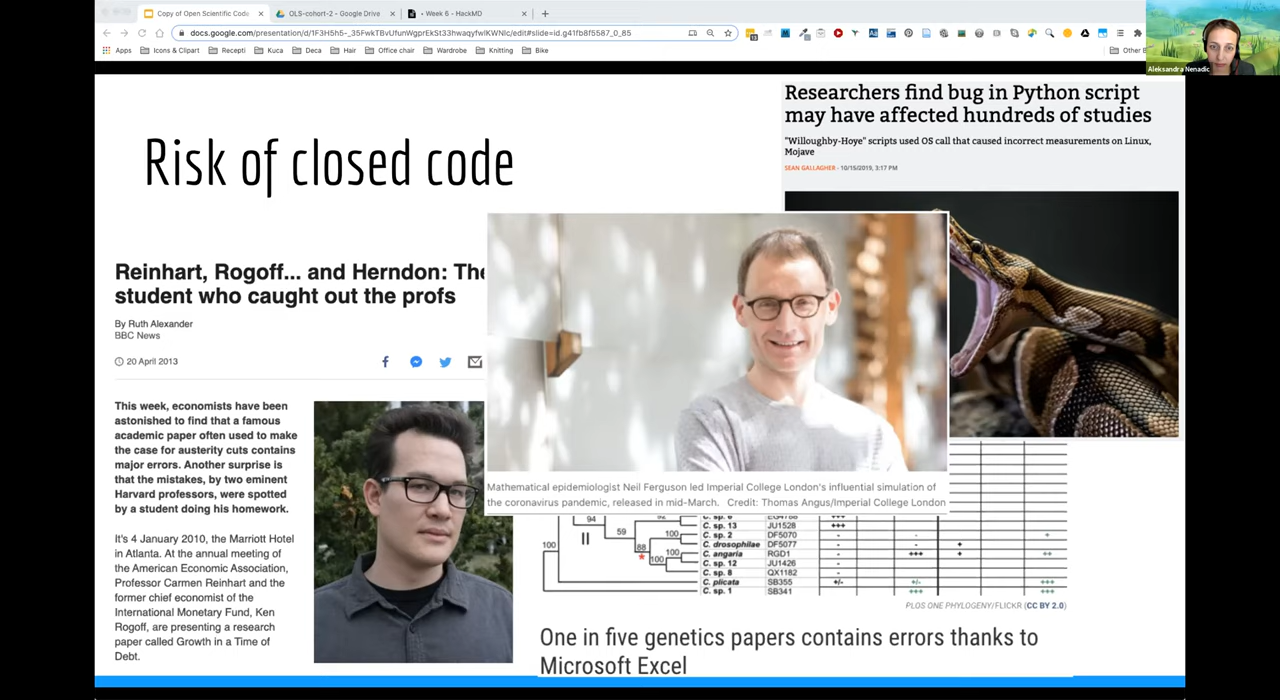 Copy of Open Scientific Code
OLS-cohort-2 - Google Drive
- Week 6 - HackMD
docs.google.com/presentation/d/1F3H5h5-_35FwkTBvUfunWgprEkSt33hwaqyfwlKWNIc/edit#slide=id.g41fb8f5587_0_85
Apps
Icons & Clipart
Recepti
Kuca
Deca
Hair
Office chair
Wardrobe
Knitting
Bike
Other B
Aleksandra Nenadic
Risk of closed code
Researchers find bug in Python script
may have affected hundreds of studies
"Willoughby-Hoye" scripts used OS call that caused incorrect measurements on Linux,
Mojave
SEAN GALLAGHER - 10/15/2019, 3:17 PM
Reinhart, Rogoff... and Herndon: The
student who caught out the profs
By Ruth Alexander
BBC News
20 April 2013
This week, economists have been
astonished to find that a famous
academic paper often used to make
the case for austerity cuts contains
major errors. Another surprise is
that the mistakes, by two eminent
Harvard professors, were spotted
by a student doing his homework.
It's 4 January 2010, the Marriott Hotel
in Atlanta. At the annual meeting of
the American Economic Association,
Professor Carmen Reinhart and the
former chief economist of the
International Monetary Fund, Ken
Rogoff, are presenting a research
paper called Growth in a Time of
Debt.
Mathematical epidemiologist Neil Ferguson led Imperial College London's influential simulation of
the coronavirus pandemic, released in mid-March. Credit: Thomas Angus/Imperial College London
94
59
100
88
100
100
100
II
C. sp. 13 JU1528 +++
C. sp. 2 DF5070 - +
C. drosophilae DF5077 - - +
C. angaria RGD1 - +++ + ++
C. sp. 12 JU1426 -
C. sp. 8 QX1182 -
C. plicata SB355 +/- +/- +++
C. sp. 1 SB341 +++ +++
PLOS ONE PHYLOGENY/FLICKR (CC BY 2.0)
One in five genetics papers contains errors thanks to
Microsoft Excel